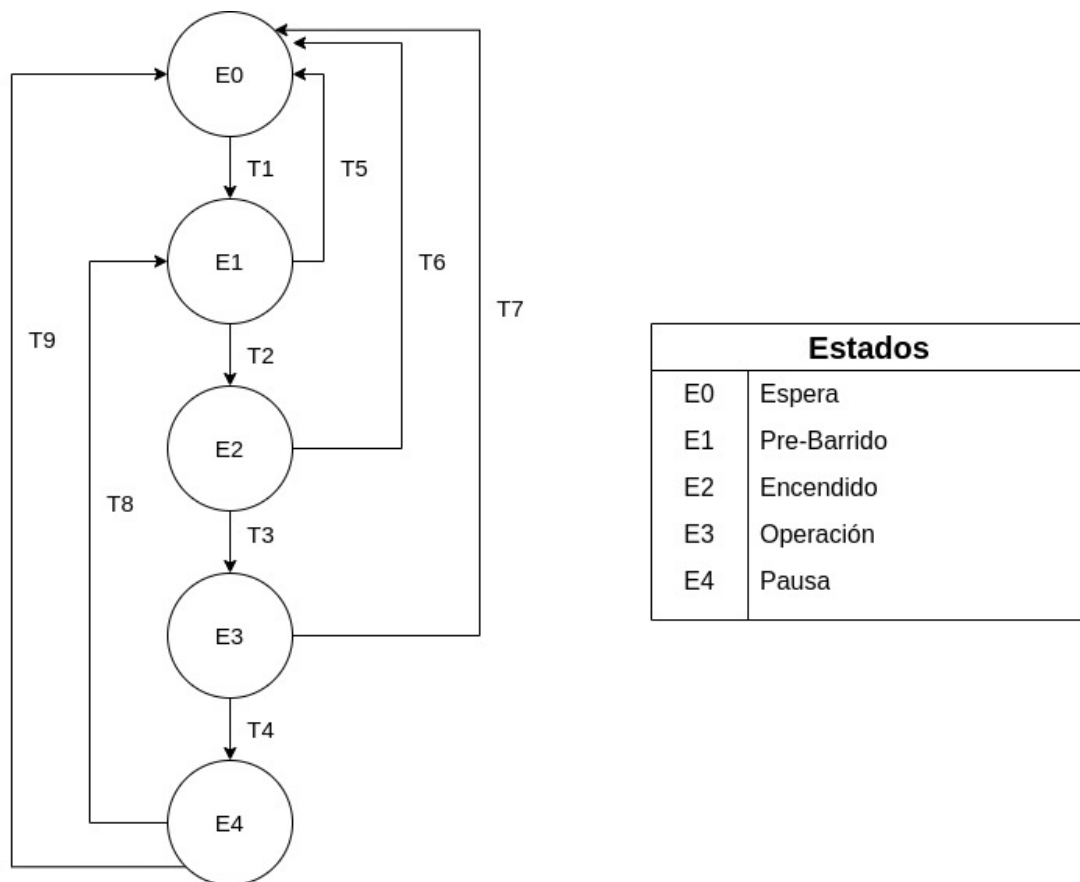 E0
T1
T5
E1
T6
T7
T9
T2
E2
T8
T3
E3
T4
E4
Estados
E0 Espera
E1 Pre-Barrido
E2 Encendido
E3 Operación
E4 Pausa